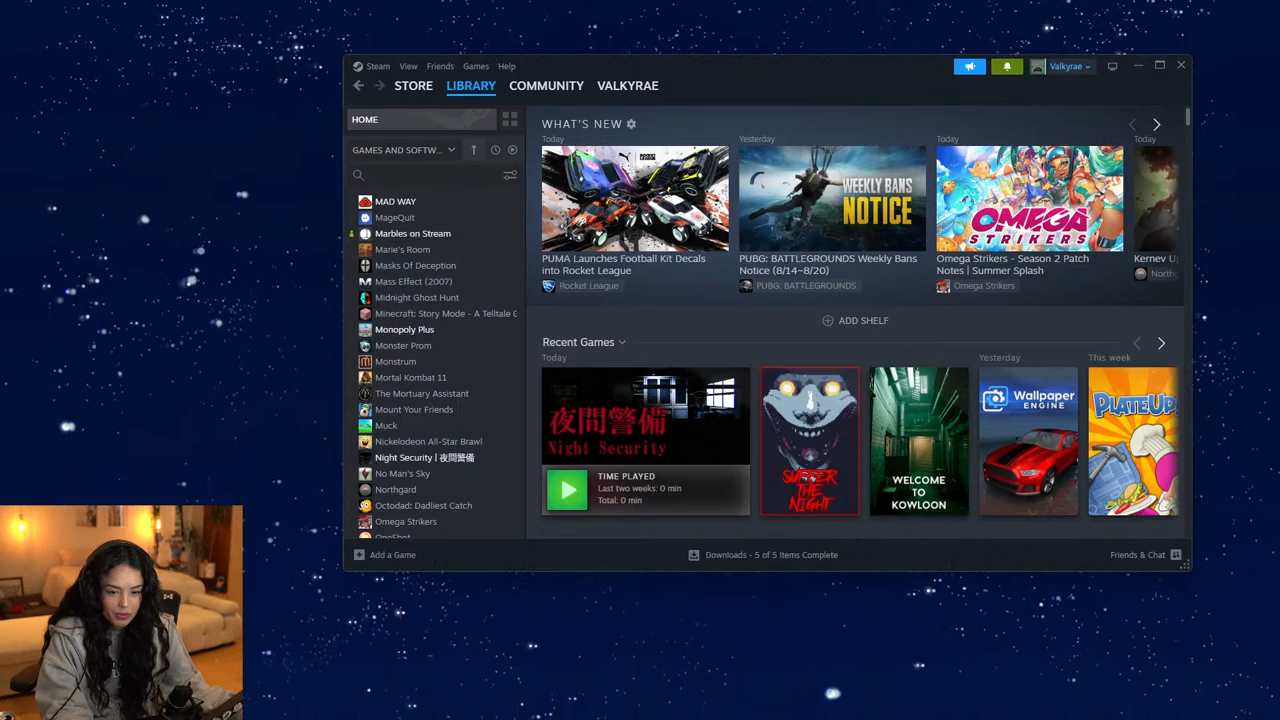 Steam View Friends Games Help
Valkyrae
STORE LIBRARY COMMUNITY VALKYRAE
HOME
GAMES AND SOFTW...
MAD WAY
MageQuit
Marbles on Stream
Marie's Room
Masks Of Deception
Mass Effect (2007)
Midnight Ghost Hunt
Minecraft: Story Mode - A Telltale G
Monopoly Plus
Monster Prom
Monstrum
Mortal Kombat 11
The Mortuary Assistant
Mount Your Friends
Muck
Nickelodeon All-Star Brawl
Night Security | 夜間警備
No Man's Sky
Northgard
Octodad: Dadliest Catch
Omega Strikers
OneShot
WHAT'S NEW
Today
Yesterday
Today
Today
WEEKLY BANS
NOTICE
OMEGA
STRIKERS
PUMA Launches Football Kit Decals
into Rocket League
Rocket League
PUBG: BATTLEGROUNDS Weekly Bans
Notice (8/14~8/20)
PUBG: BATTLEGROUNDS
Omega Strikers - Season 2 Patch
Notes | Summer Splash
Omega Strikers
Kernev U
North
ADD SHELF
Recent Games
Today
Yesterday
This week
夜間警備
Night Security
TIME PLAYED
Last two weeks: 0 min
Total: 0 min
SUFFER
THE
NIGHT
WELCOME
TO
KOWLOON
Wallpaper
ENGINE
PLATEUP
Add a Game
Downloads - 5 of 5 Items Complete
Friends & Chat